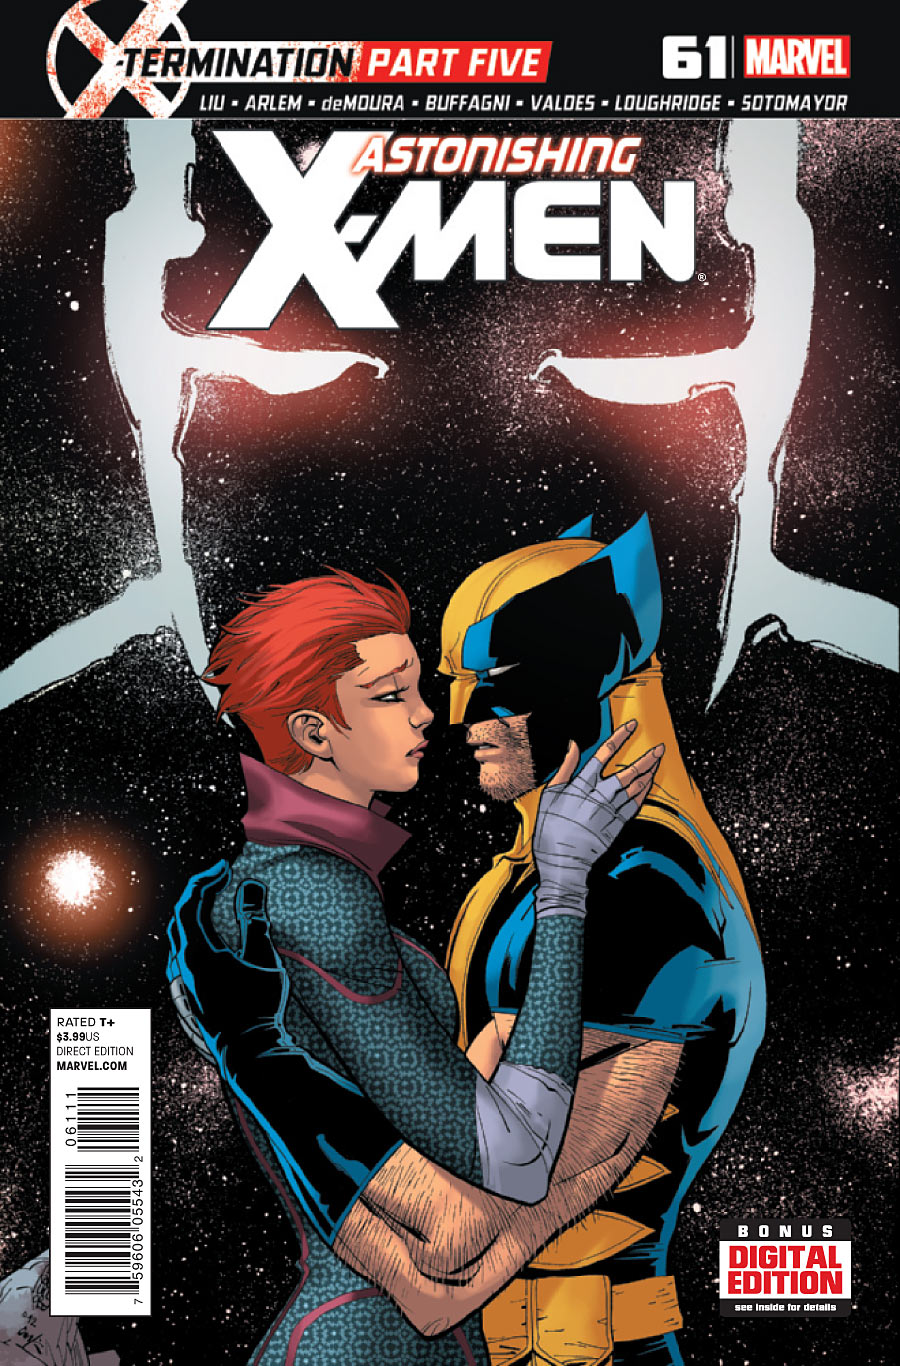 X-TERMINATION PART FIVE
61 MARVEL
LIU • ARLEM • deMOURA • BUFFAGNI • VALDES • LOUGHRIDGE • SOTOMAYOR
ASTONISHING
X-MEN®
RATED T+
$3.99US
DIRECT EDITION
MARVEL.COM
06111
7 59606 05543 2
BONUS
DIGITAL
EDITION
see inside for details